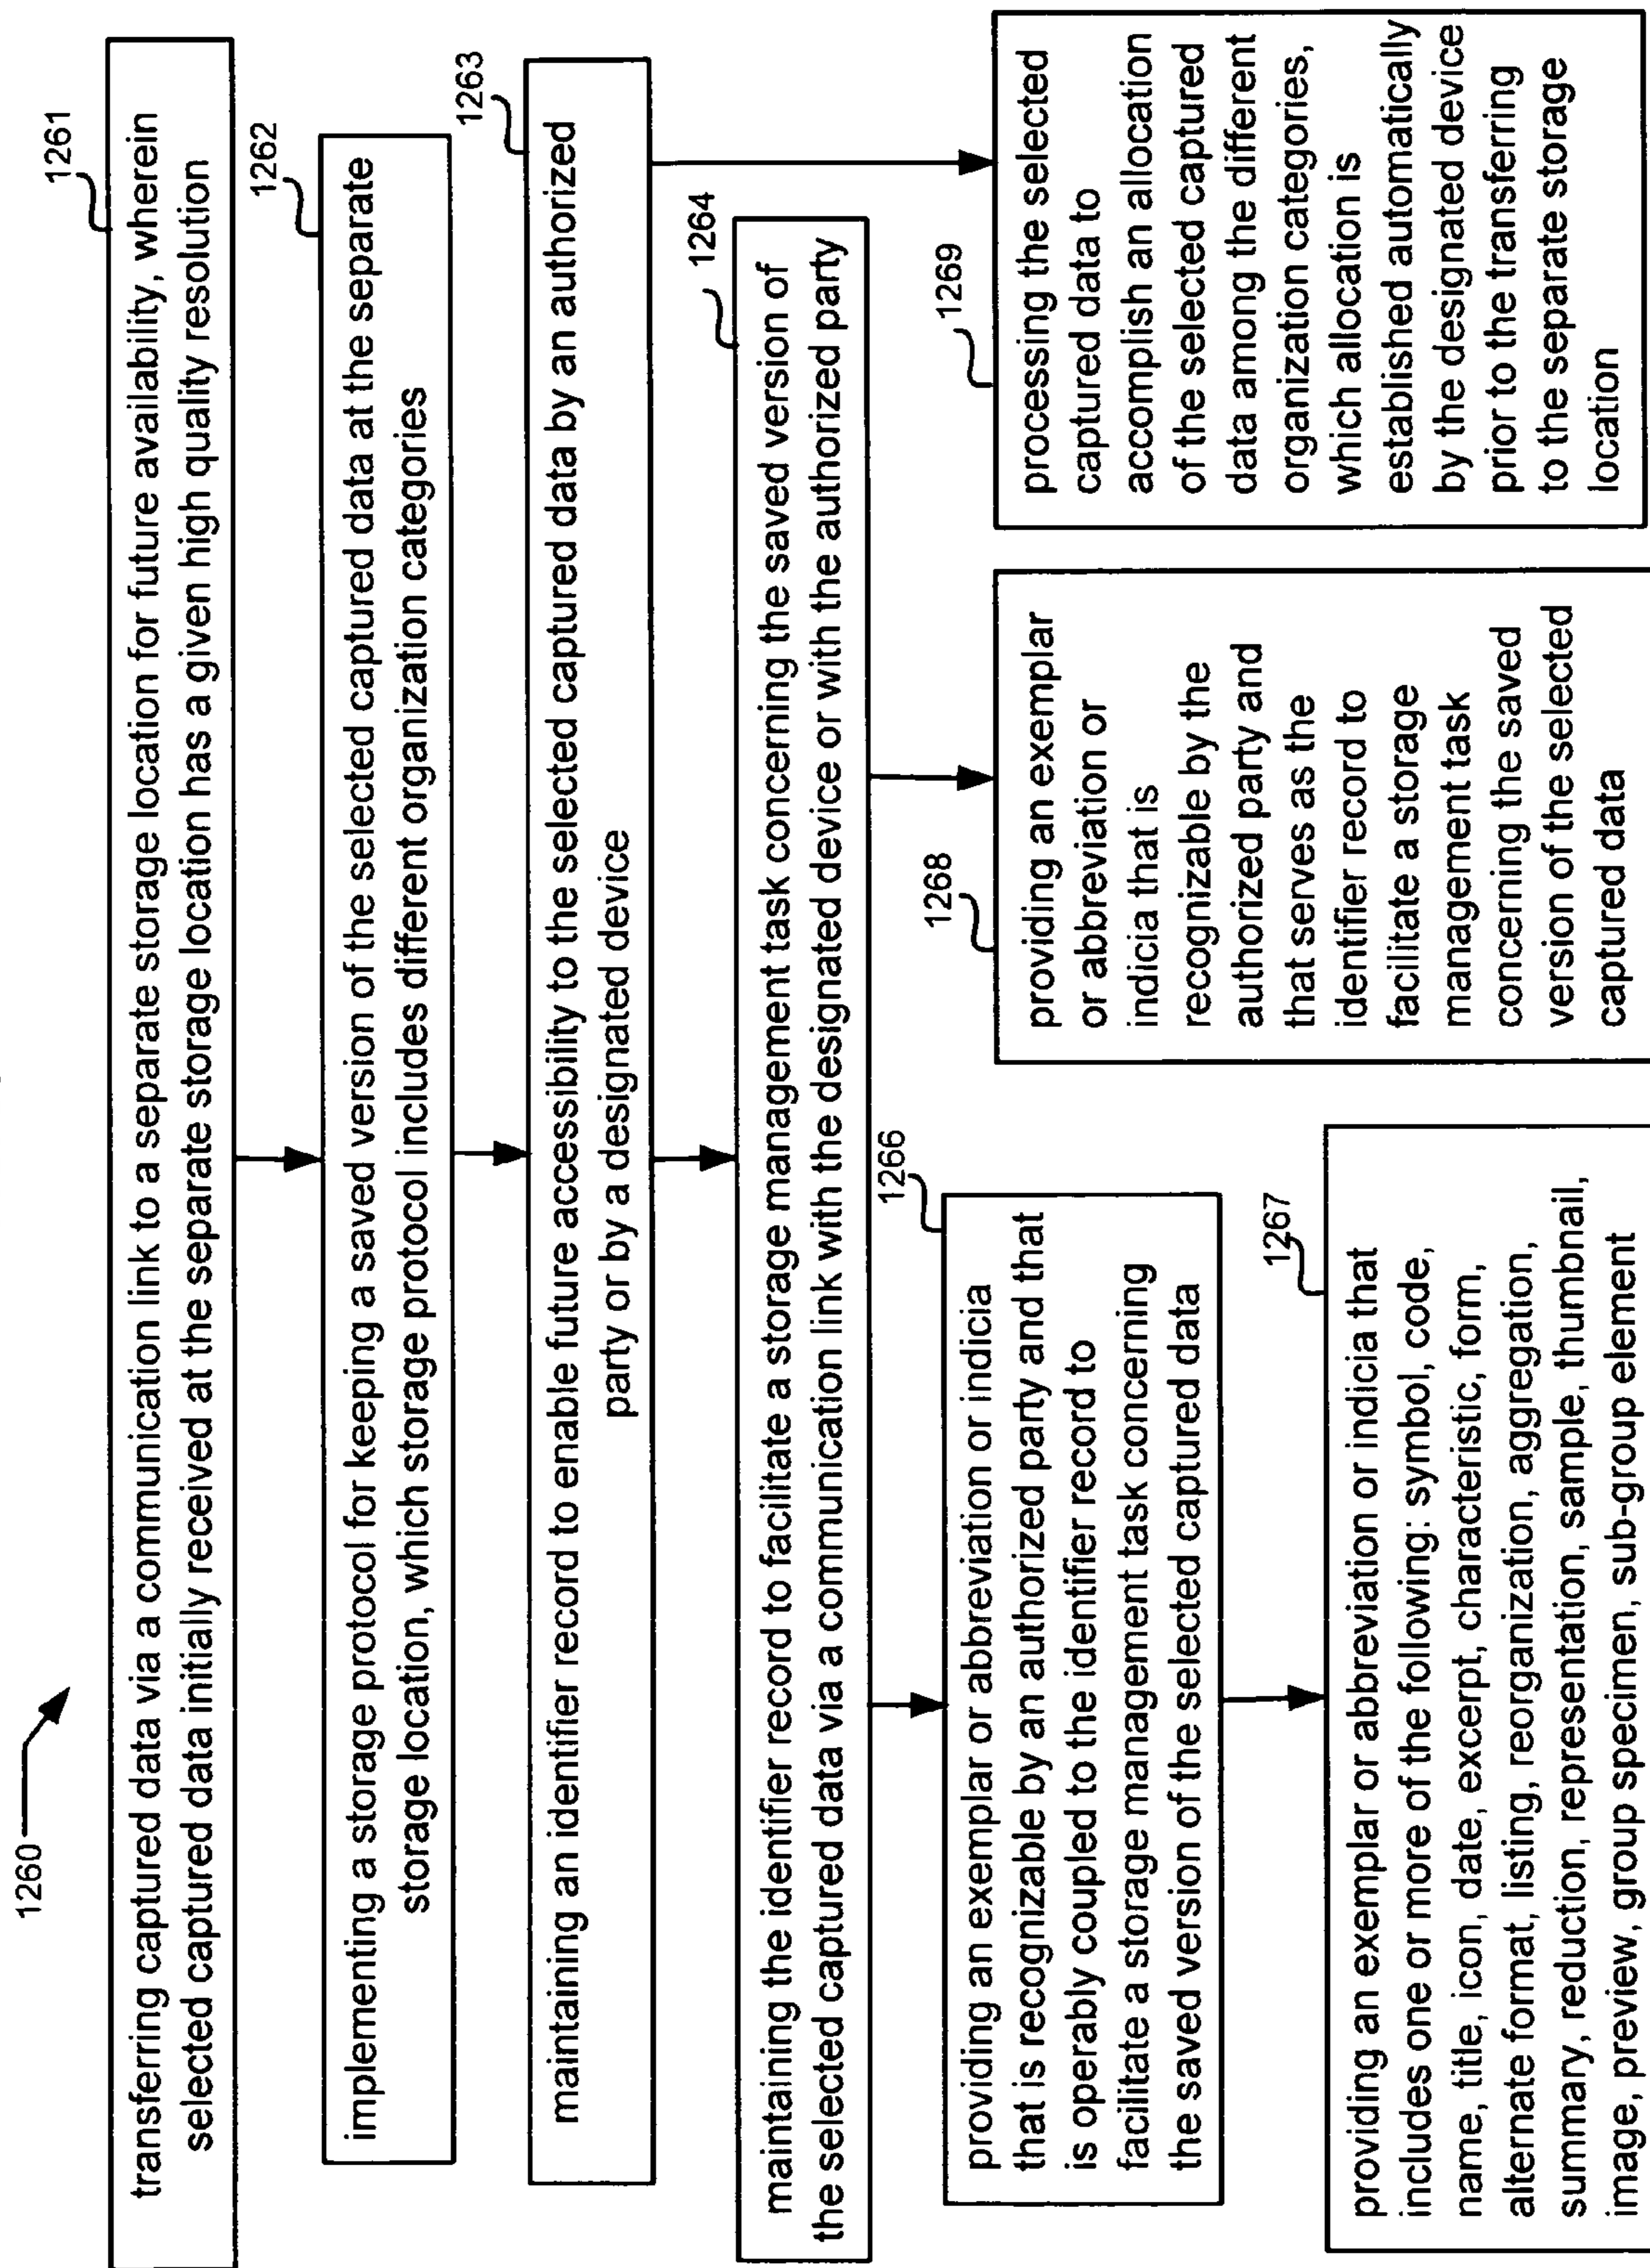 1260
1261
transferring captured data via a communication link to a separate storage location for future availability, wherein
selected captured data initially received at the separate storage location has a given high quality resolution
1262
implementing a storage protocol for keeping a saved version of the selected captured data at the separate
storage location, which storage protocol includes different organization categories
1263
maintaining an identifier record to enable future accessibility to the selected captured data by an authorized
party or by a designated device
1264
maintaining the identifier record to facilitate a storage management task concerning the saved version of
the selected captured data via a communication link with the designated device or with the authorized party
1266
providing an exemplar or abbreviation or indicia
that is recognizable by an authorized party and that
is operably coupled to the identifier record to
facilitate a storage management task concerning
the saved version of the selected captured data
1267
providing an exemplar or abbreviation or indicia that
includes one or more of the following: symbol, code,
name, title, icon, date, excerpt, characteristic, form,
alternate format, listing, reorganization, aggregation,
summary, reduction, representation, sample, thumbnail,
image, preview, group specimen, sub-group element
1268
providing an exemplar
or abbreviation or
indicia that is
recognizable by the
authorized party and
that serves as the
identifier record to
facilitate a storage
management task
concerning the saved
version of the selected
captured data
1269
processing the selected
captured data to
accomplish an allocation
of the selected captured
data among the different
organization categories,
which allocation is
established automatically
by the designated device
prior to the transferring
to the separate storage
location